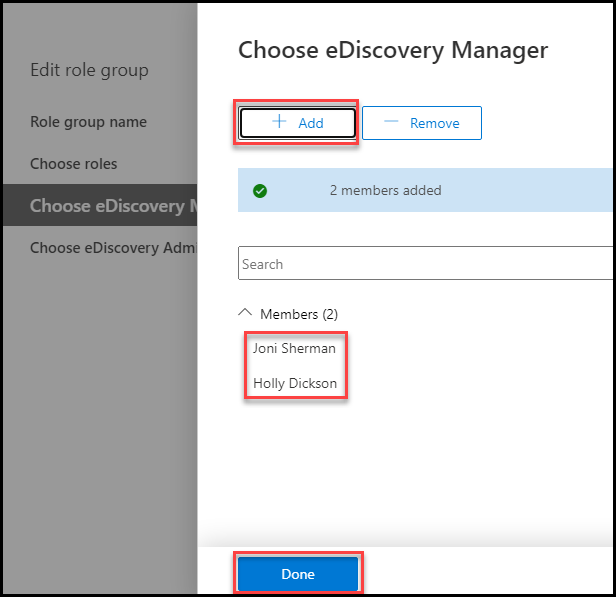 Choose eDiscovery Manager
Edit role group
Role group name
Choose roles
Choose eDiscovery M
Choose eDiscovery Admi
+ Add
— Remove
2 members added
Search
Members (2)
Joni Sherman
Holly Dickson
Done